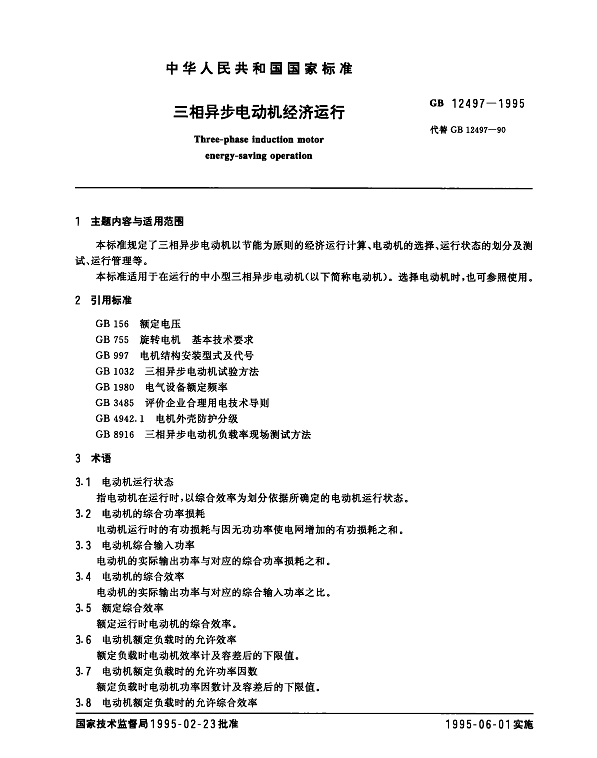 中华人民共和国国家标准
GB 12497—1995
三相异步电动机经济运行
代替 GB 12497—90
Three-phase induction motor
energy-saving operation
1 主题内容与适用范围
本标准规定了三相异步电动机以节能为原则的经济运行计算、电动机的选择、运行状态的划分及测
试、运行管理等。
本标准适用于在运行的中小型三相异步电动机(以下简称电动机)。选择电动机时,也可参照使用。
2 引用标准
GB 156 额定电压
GB 755 旋转电机 基本技术要求
GB 997 电机结构安装型式及代号
GB 1032 三相异步电动机试验方法
GB 1980 电气设备额定频率
GB 3485 评价企业合理用电技术导则
GB 4942.1 电机外壳防护分级
GB 8916 三相异步电动机负载率现场测试方法
3 术语
3.1 电动机运行状态
指电动机在运行时,以综合效率为划分依据所确定的电动机运行状态。
3.2 电动机的综合功率损耗
电动机运行时的有功损耗与因无功功率使电网增加的有功损耗之和。
3.3 电动机综合输入功率
电动机的实际输出功率与对应的综合功率损耗之和。
3.4 电动机的综合效率
电动机的实际输出功率与对应的综合输入功率之比。
3.5 额定综合效率
额定运行时电动机的综合效率。
3.6 电动机额定负载时的允许效率
额定负载时电动机效率计及容差后的下限值。
3.7 电动机额定负载时的允许功率因数
额定负载时电动机功率因数计及容差后的下限值。
3.8 电动机额定负载时的允许综合效率
国家技术监督局1995-02-23批准
1995-06-01实施